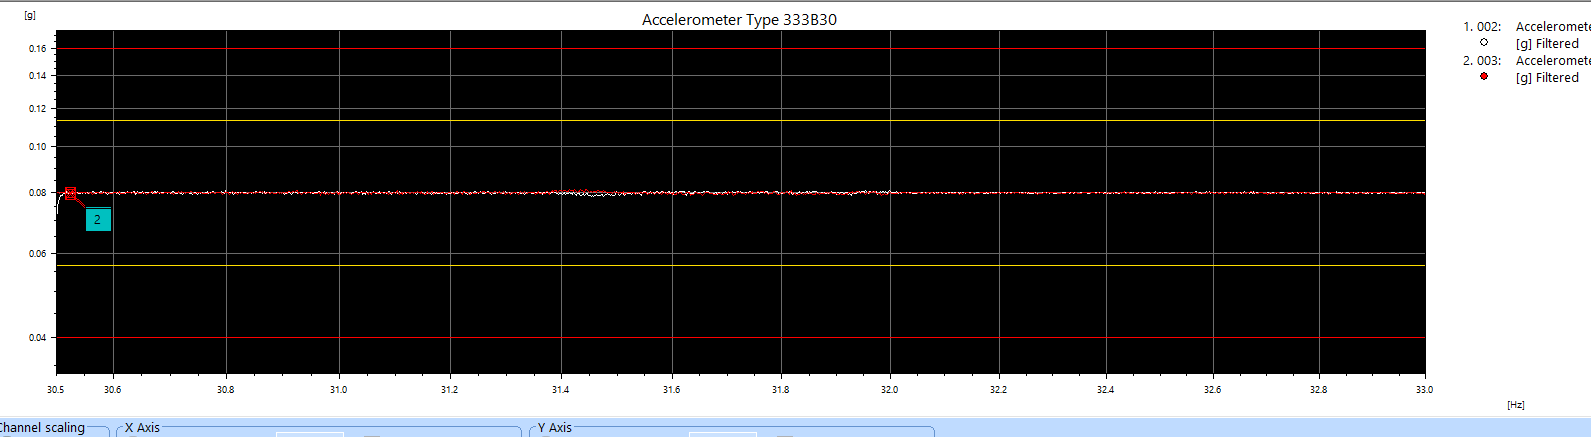 [g]
Accelerometer Type 333B30
0.16
0.14
0.12
0.10
0.08
0.06
0.04
2
30.5 30.6 30.8 31.0 31.2 31.4 31.6 31.8 32.0 32.2 32.4 32.6 32.8 33.0
[Hz]
1. 002: Acceleromete
[g] Filtered
2. 003: Acceleromete
[g] Filtered
Channel scaling
X Axis
Y Axis